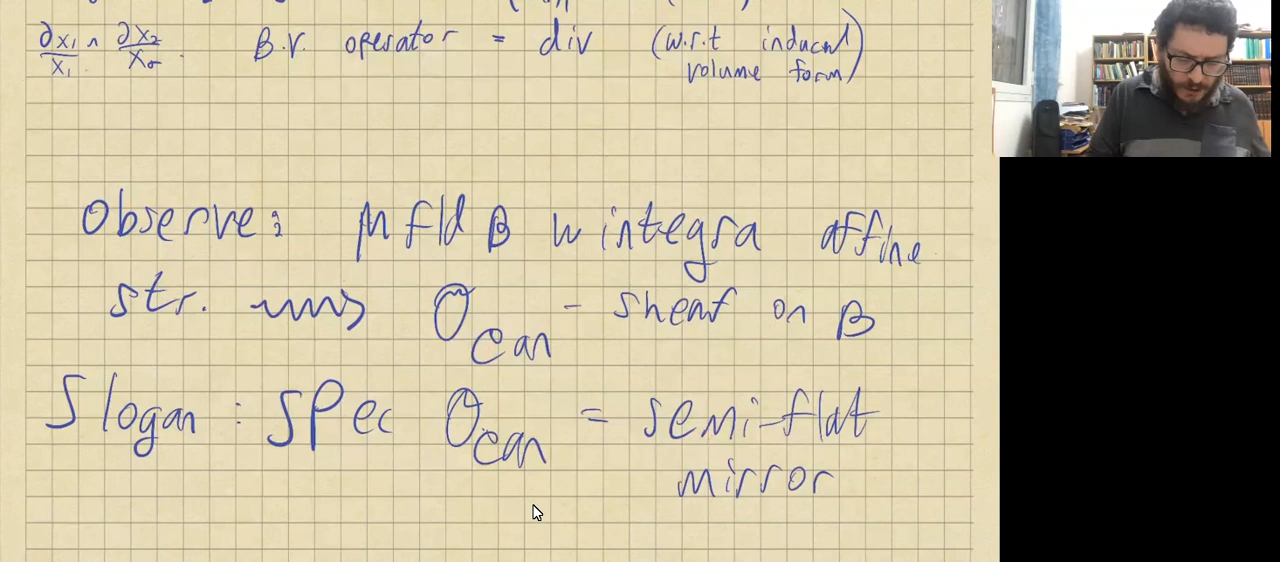 ∂x₁/x₁ ∧ ∂x₂/x₂. B.V. operator = div (w.r.t induced
volume form)
Observe: Mfld B w integra affine
str. ⇝ O_can - sheaf on B
Slogan: Spec O_can = semi-flat
mirror